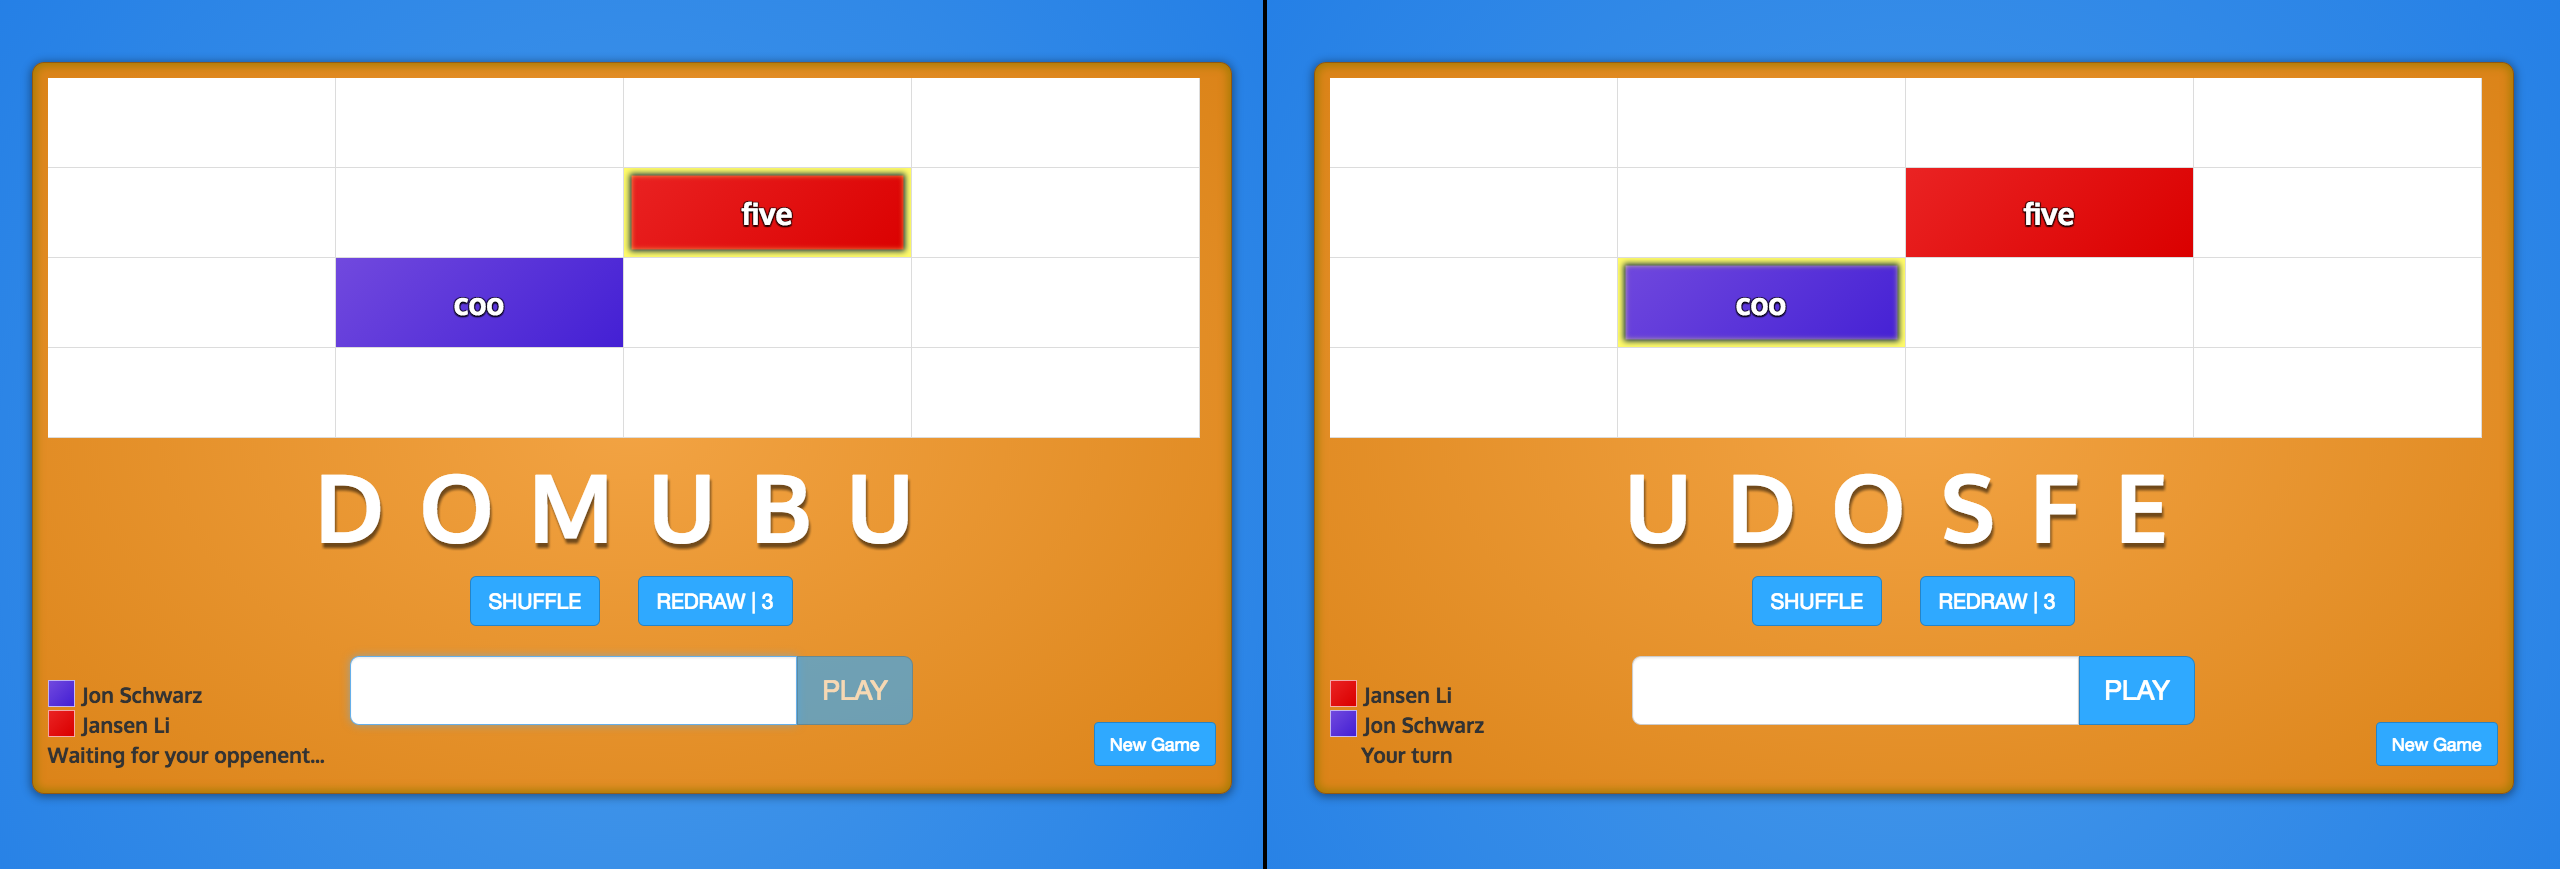 five
coo
D O M U B U
SHUFFLE
REDRAW | 3
PLAY
Jon Schwarz
Jansen Li
Waiting for your oppenent...
New Game
five
coo
U D O S F E
SHUFFLE
REDRAW | 3
PLAY
Jansen Li
Jon Schwarz
Your turn
New Game